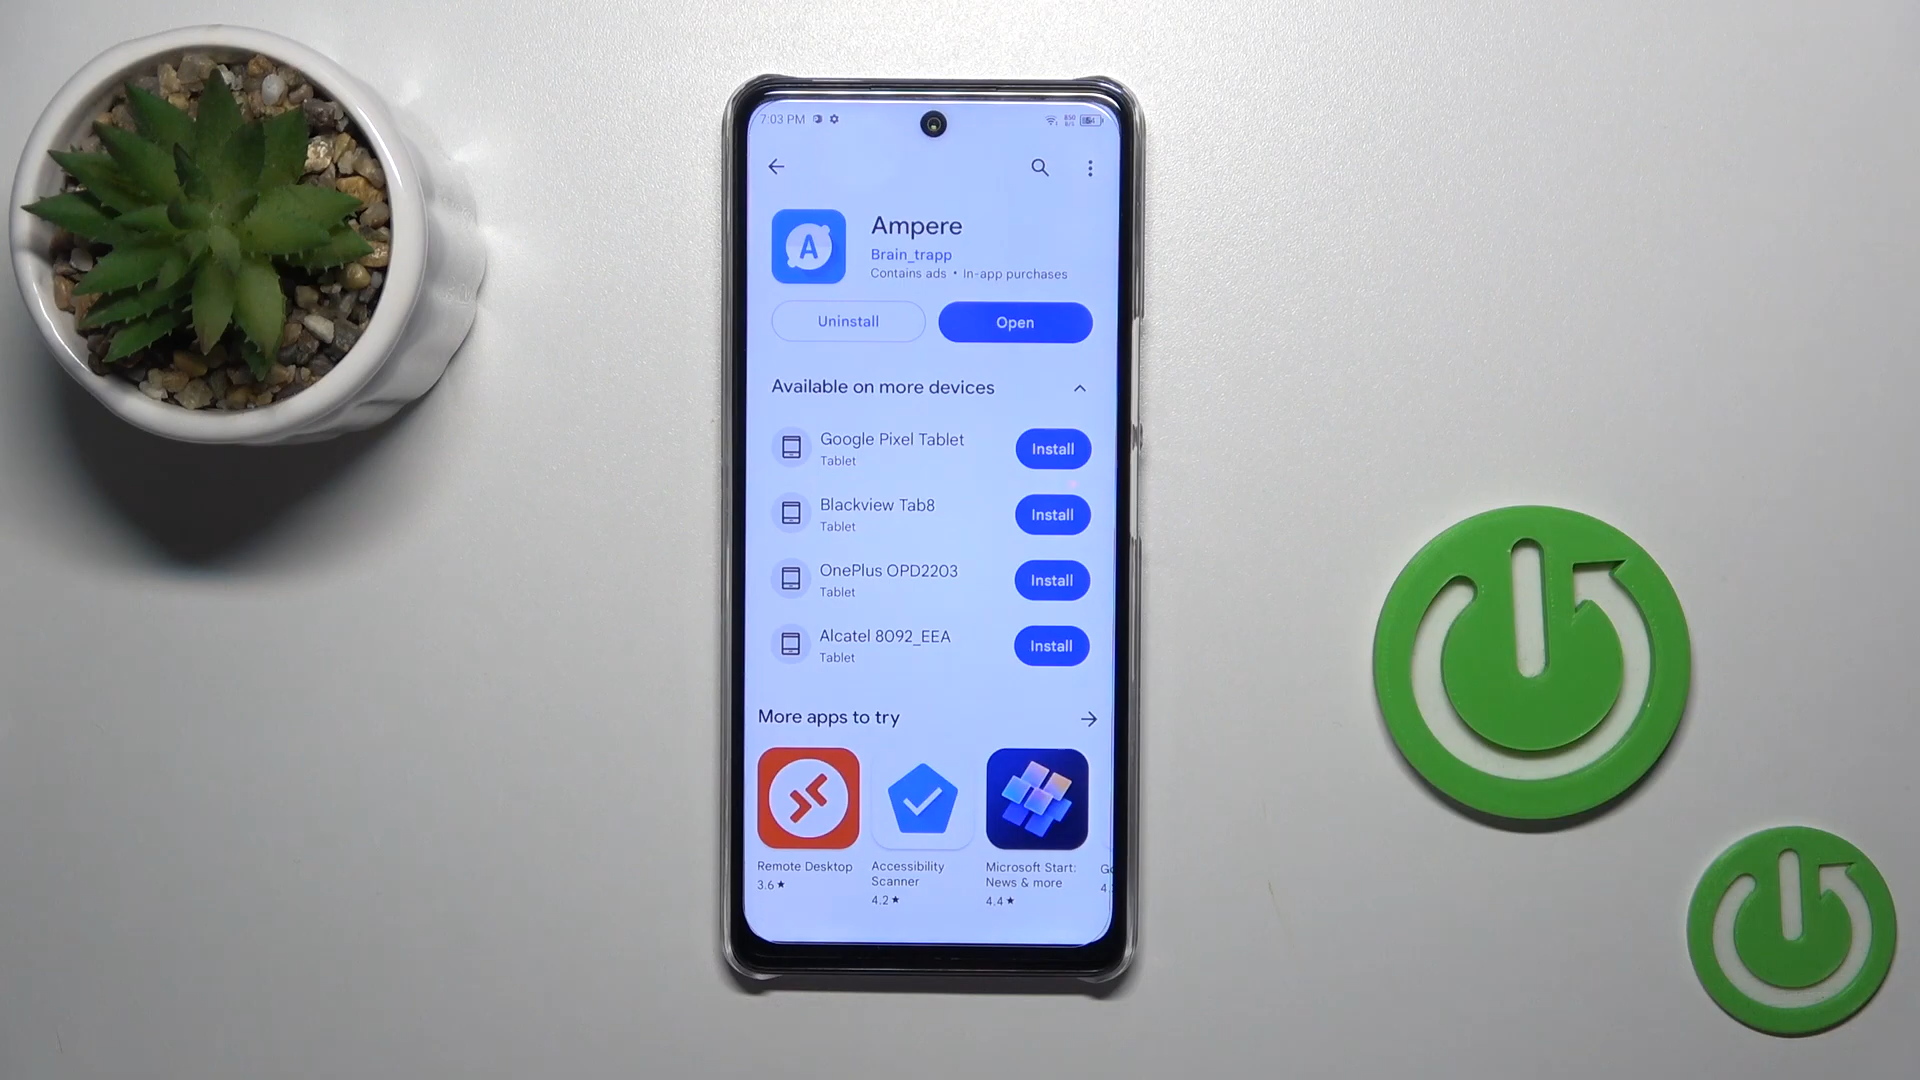 7:03 PM
Ampere
A
Brain_trapp
Contains ads • In-app purchases
Uninstall
Open
Available on more devices
Google Pixel Tablet
Tablet
Install
Blackview Tab8
Tablet
Install
OnePlus OPD2203
Tablet
Install
Alcatel 8092_EEA
Tablet
Install
More apps to try
Remote Desktop
3.6★
Accessibility
Scanner
4.2★
Microsoft Start:
News & more
4.4★